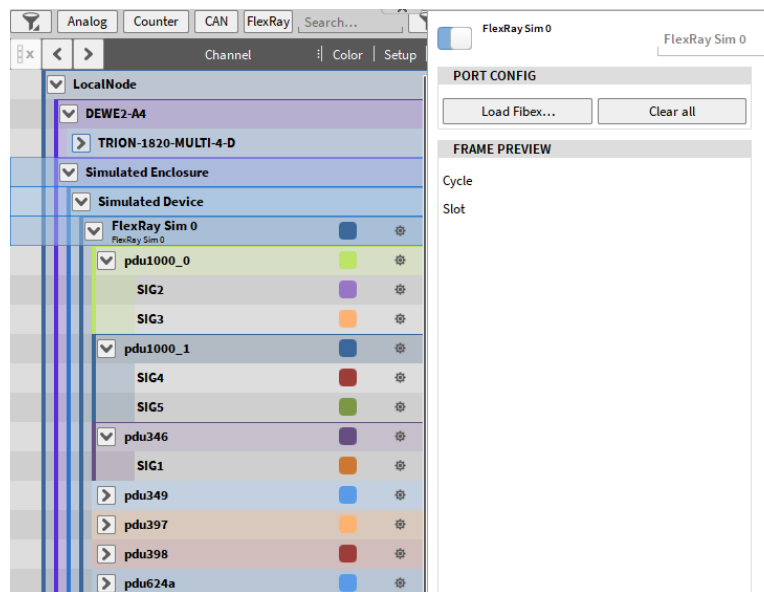 Analog Counter CAN FlexRay Search...
Channel Color Setup
LocalNode
DEWE2-A4
TRION-1820-MULTI-4-D
Simulated Enclosure
Simulated Device
FlexRay Sim 0
FlexRay Sim 0
pdu1000_0
SIG2
SIG3
pdu1000_1
SIG4
SIG5
pdu346
SIG1
pdu349
pdu397
pdu398
pdu624a
FlexRay Sim 0
FlexRay Sim 0
PORT CONFIG
Load Fibex... Clear all
FRAME PREVIEW
Cycle
Slot